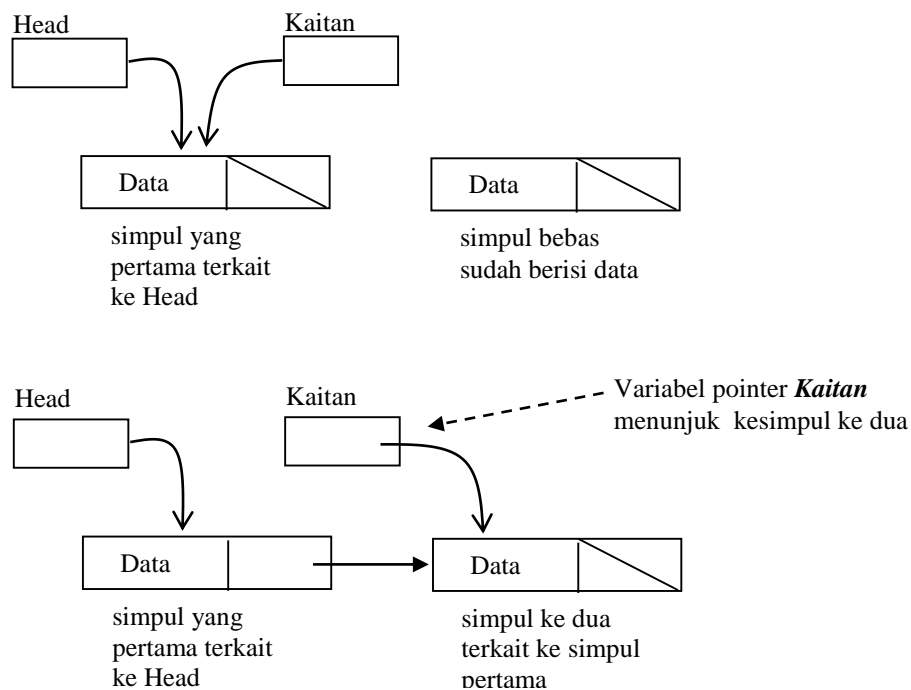 Head
Kaitan
Data
Data
simpul yang
pertama terkait
ke Head
simpul bebas
sudah berisi data
Head
Kaitan
Variabel pointer Kaitan
menunjuk kesimpul ke dua
Data
Data
simpul yang
pertama terkait
ke Head
simpul ke dua
terkait ke simpul
pertama